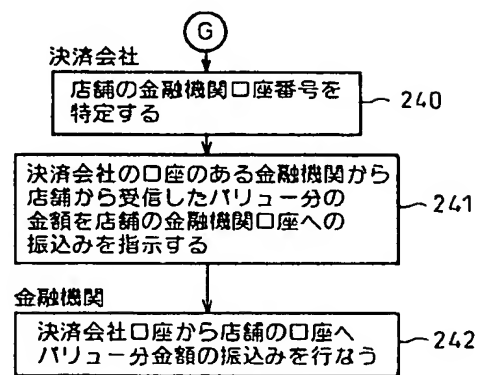 G
決済会社
店舗の金融機関口座番号を
特定する
240
決済会社の口座のある金融機関から
店舗から受信したバリュー分の
金額を店舗の金融機関口座への
振込みを指示する
241
金融機関
決済会社口座から店舗の口座へ
バリュー分金額の振込みを行なう
242